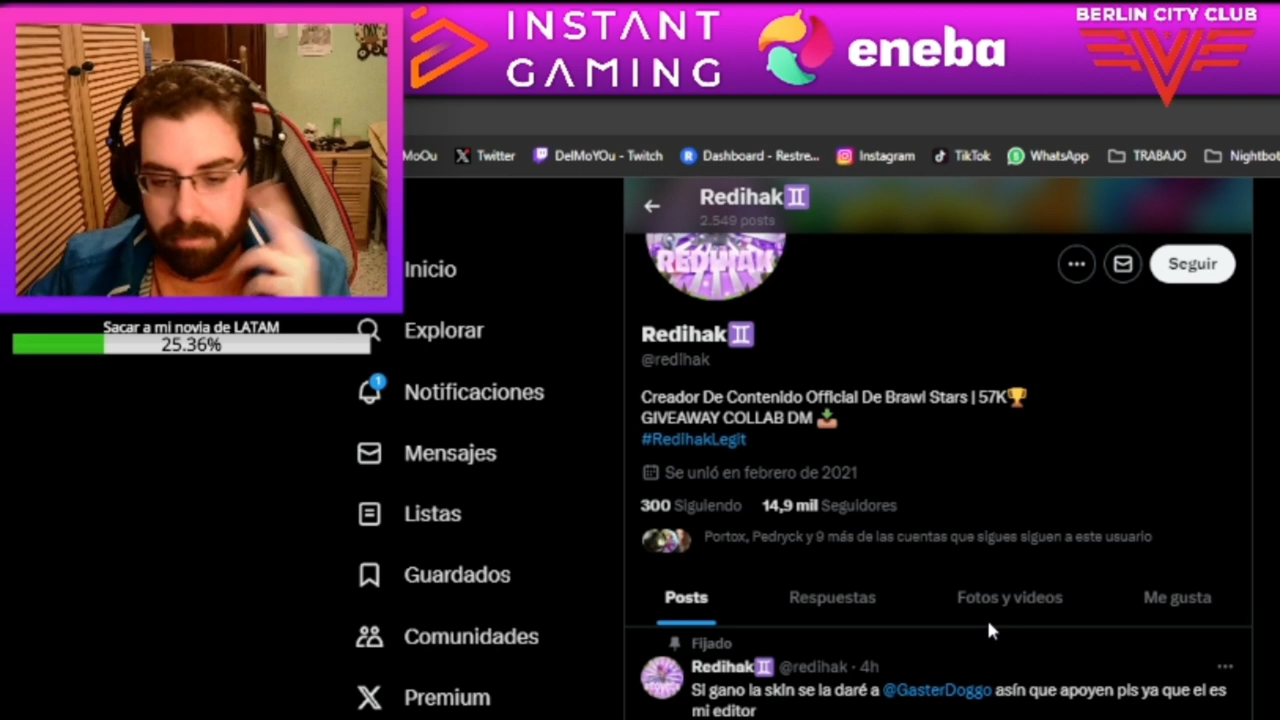 INSTANT GAMING
eneba
BERLIN CITY CLUB
MoOu
Twitter
DelMoYOu - Twitch
Dashboard - Restre...
Instagram
TikTok
WhatsApp
TRABAJO
Nightbot
Sacar a mi novia de LATAM
25.36%
Inicio
Explorar
1
Notificaciones
Mensajes
Listas
Guardados
Comunidades
Premium
Redihak♊
2.549 posts
REDIHAK
Seguir
Redihak♊
@redihak
Creador De Contenido Official De Brawl Stars | 57K🏆
GIVEAWAY COLLAB DM 📥
#RedihakLegit
Se unió en febrero de 2021
300 Siguiendo 14,9 mil Seguidores
Portox, Pedryck y 9 más de las cuentas que sigues siguen a este usuario
Posts
Respuestas
Fotos y videos
Me gusta
Fijado
Redihak♊ @redihak · 4h
Si gano la skin se la daré a @GasterDoggo asín que apoyen pls ya que el es
mi editor